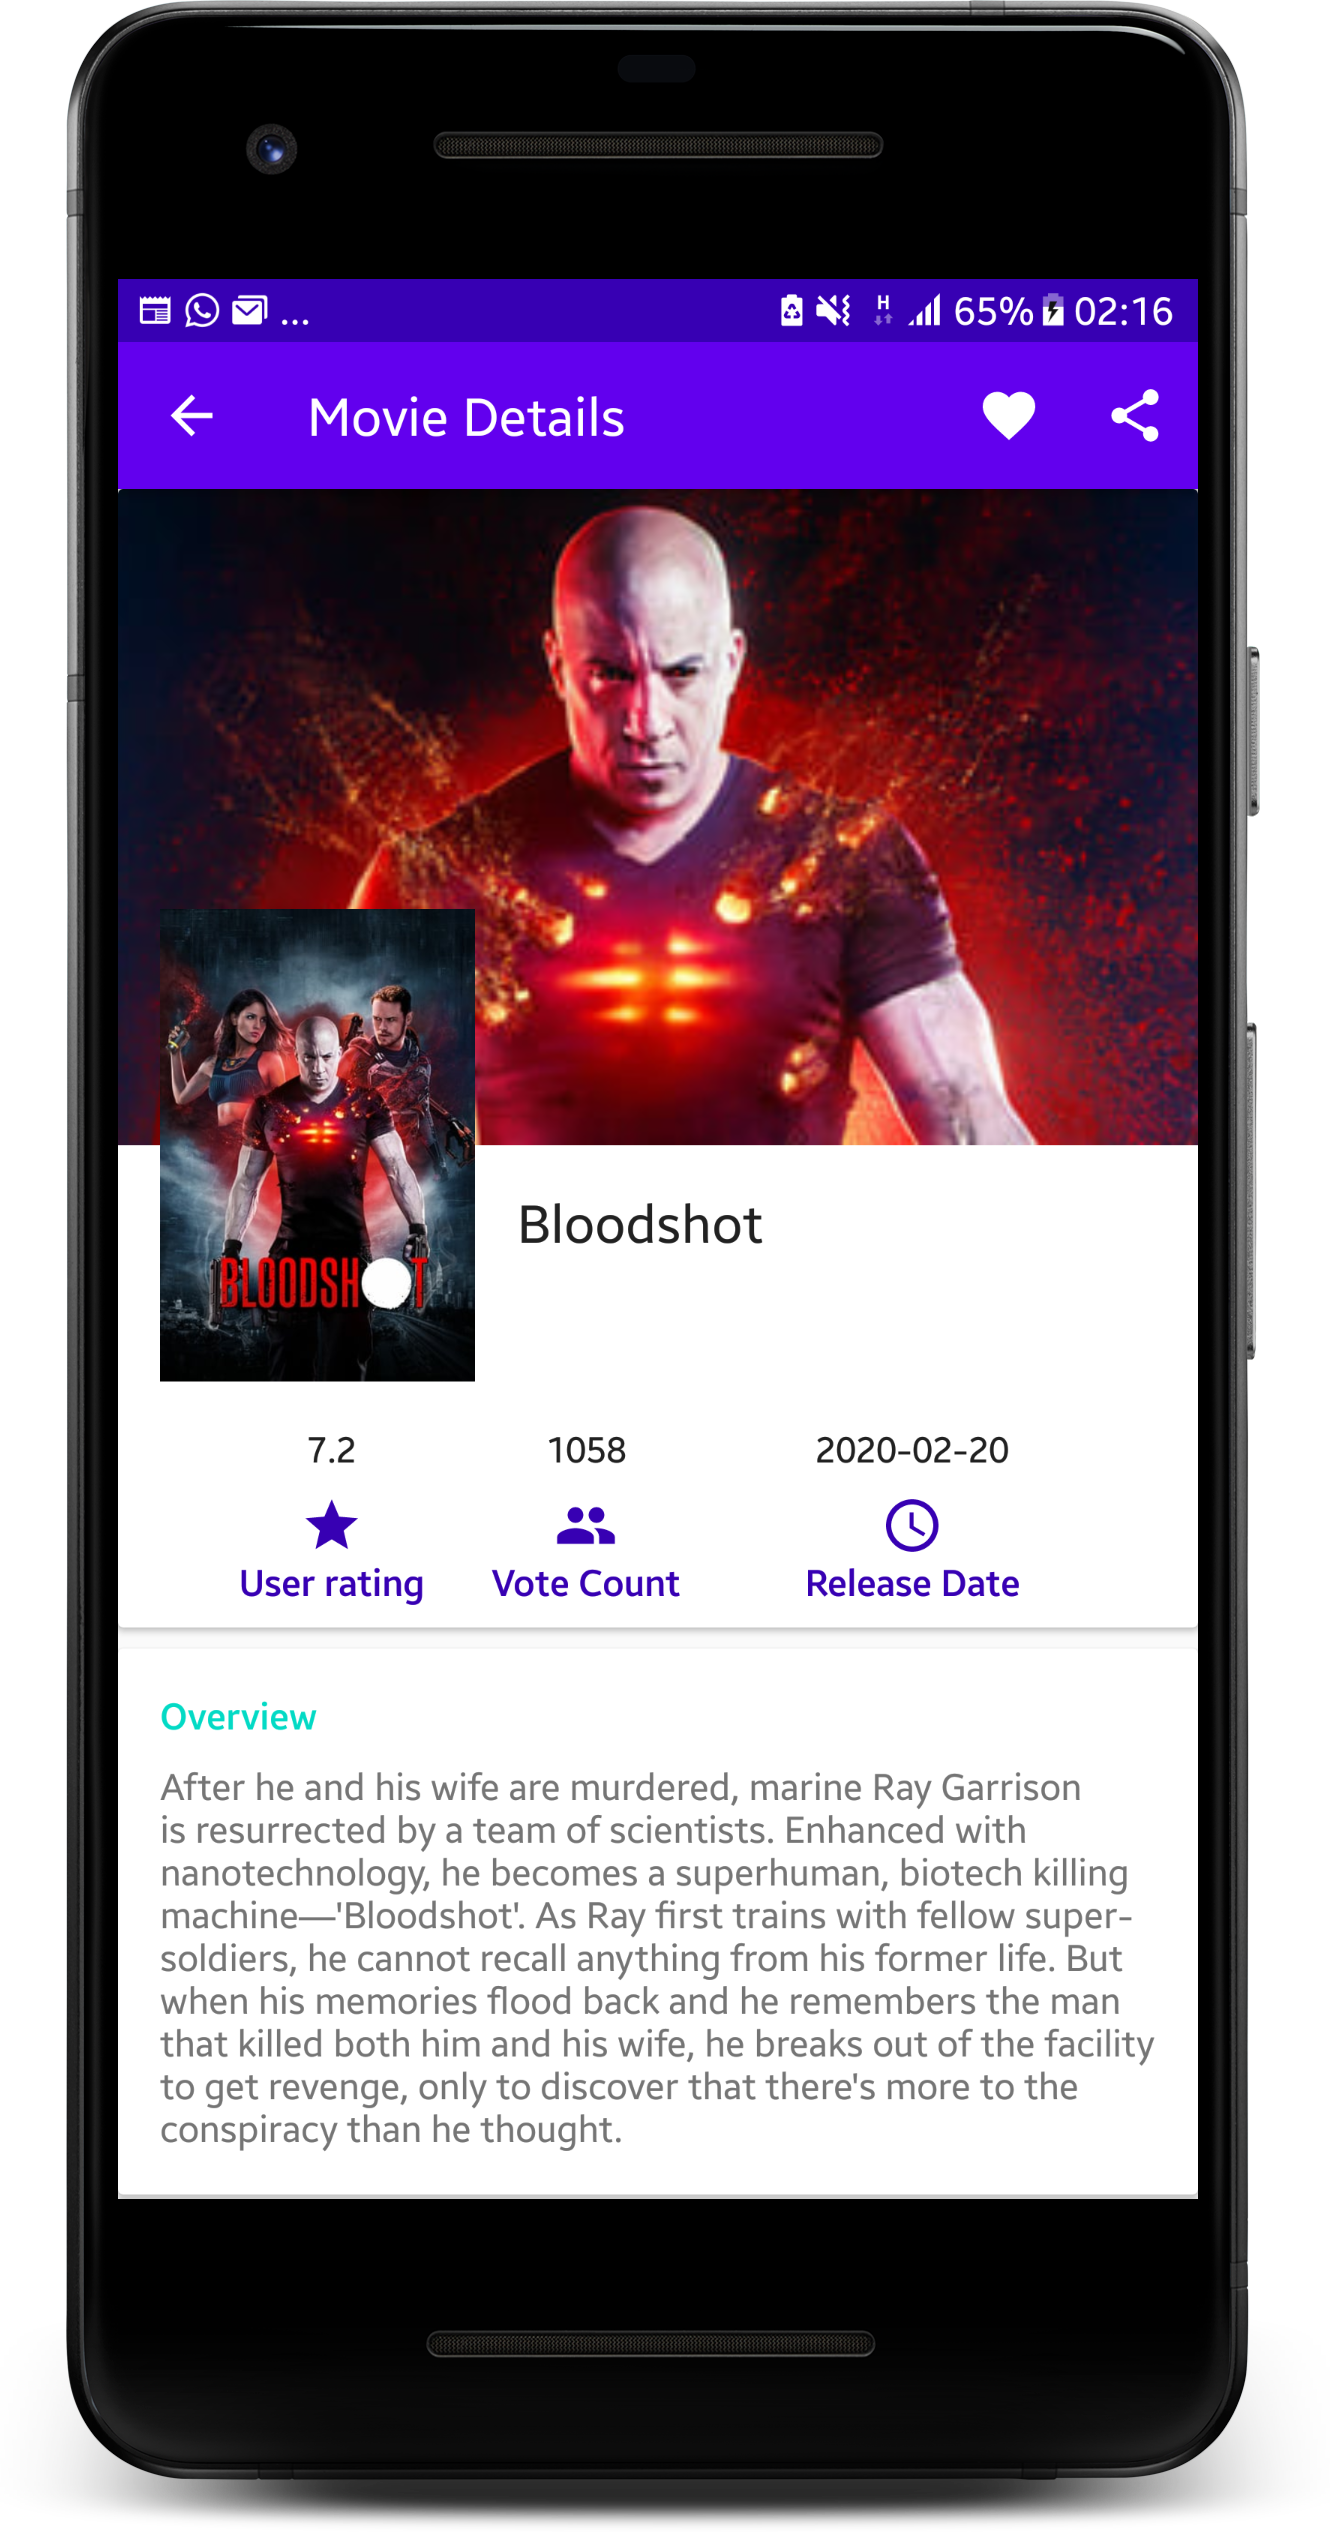 ... H 65% 02:16
Movie Details
BLOODSHOT
Bloodshot
7.2 1058 2020-02-20
User rating Vote Count Release Date
Overview
After he and his wife are murdered, marine Ray Garrison
is resurrected by a team of scientists. Enhanced with
nanotechnology, he becomes a superhuman, biotech killing
machine—'Bloodshot'. As Ray first trains with fellow super-
soldiers, he cannot recall anything from his former life. But
when his memories flood back and he remembers the man
that killed both him and his wife, he breaks out of the facility
to get revenge, only to discover that there's more to the
conspiracy than he thought.